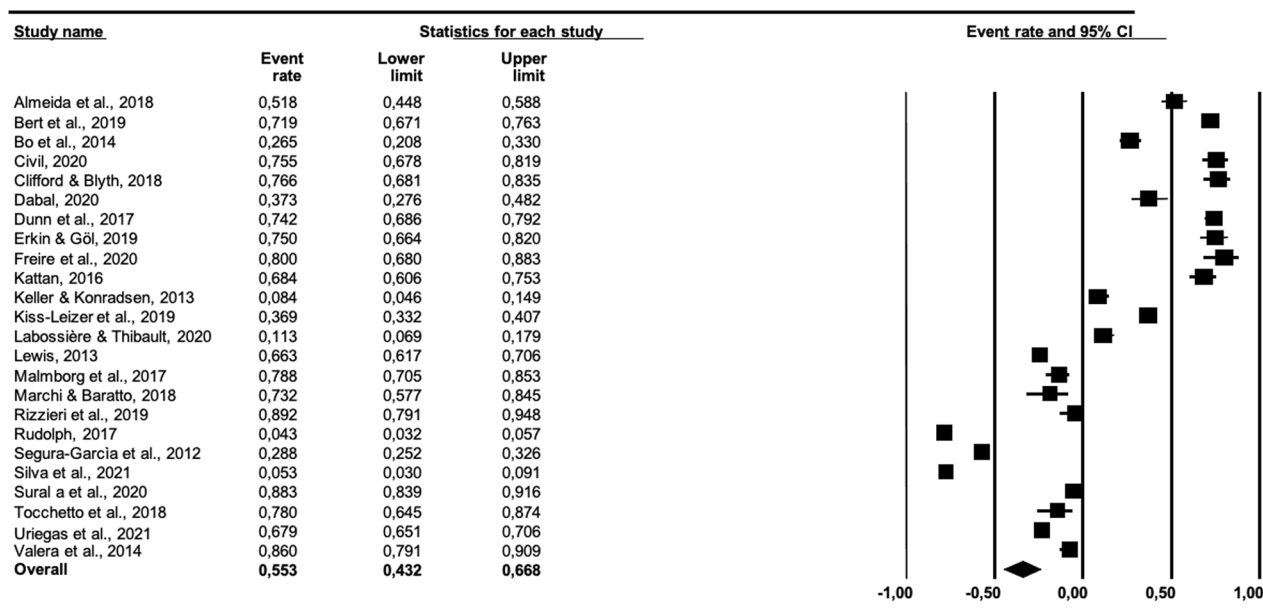 Study name Statistics for each study Event rate and 95% CI
Event rate Lower limit Upper limit
Almeida et al., 2018 0,518 0,448 0,588
Bert et al., 2019 0,719 0,671 0,763
Bo et al., 2014 0,265 0,208 0,330
Civil, 2020 0,755 0,678 0,819
Clifford & Blyth, 2018 0,766 0,681 0,835
Dabal, 2020 0,373 0,276 0,482
Dunn et al., 2017 0,742 0,686 0,792
Erkin & Göl, 2019 0,750 0,664 0,820
Freire et al., 2020 0,800 0,680 0,883
Kattan, 2016 0,684 0,606 0,753
Keller & Konradsen, 2013 0,084 0,046 0,149
Kiss-Leizer et al., 2019 0,369 0,332 0,407
Labossière & Thibault, 2020 0,113 0,069 0,179
Lewis, 2013 0,663 0,617 0,706
Malmborg et al., 2017 0,788 0,705 0,853
Marchi & Baratto, 2018 0,732 0,577 0,845
Rizzieri et al., 2019 0,892 0,791 0,948
Rudolph, 2017 0,043 0,032 0,057
Segura-Garcìa et al., 2012 0,288 0,252 0,326
Silva et al., 2021 0,053 0,030 0,091
Sural a et al., 2020 0,883 0,839 0,916
Tocchetto et al., 2018 0,780 0,645 0,874
Uriegas et al., 2021 0,679 0,651 0,706
Valera et al., 2014 0,860 0,791 0,909
Overall 0,553 0,432 0,668
-1,00 -0,50 0,00 0,50 1,00